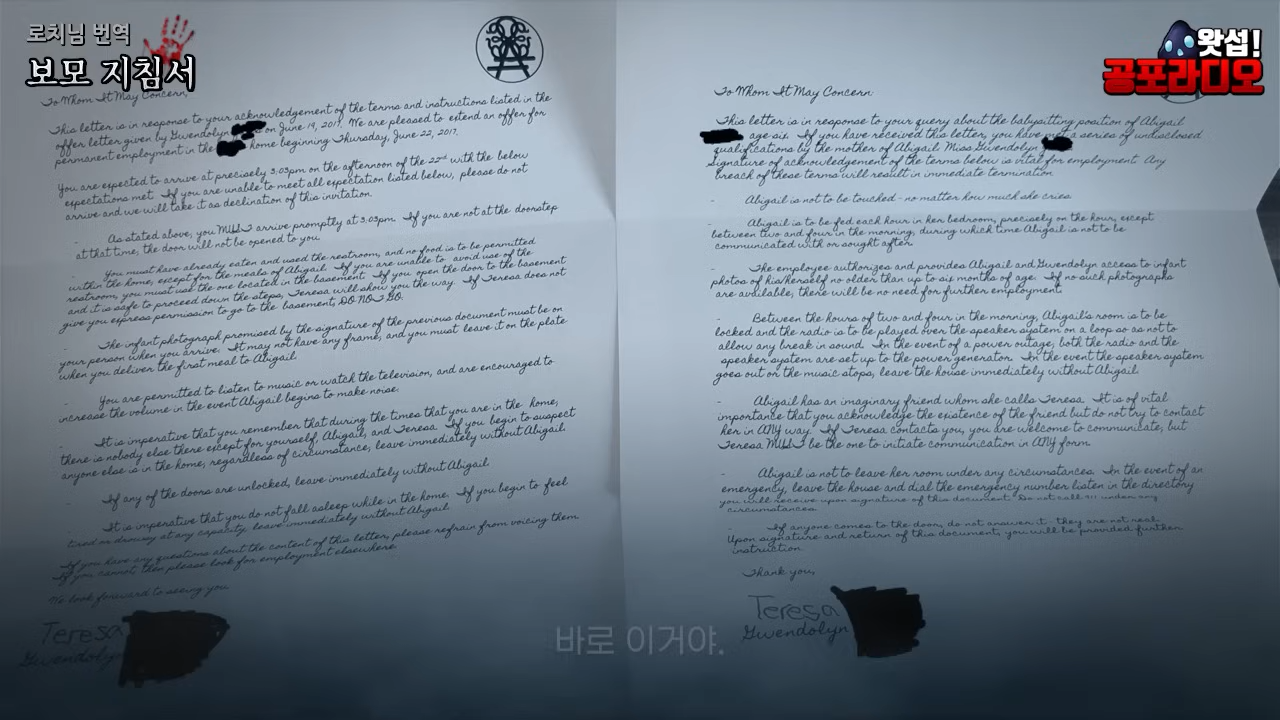 로치님 번역
보모 지침서
왓섭!
공포라디오
To Whom It May Concern,
This letter is in response to your acknowledgement of the terms and instructions listed in the
offer letter given by Gwendolyn on June 19, 2017. We are pleased to extend an offer for
permanent employment in the home beginning Thursday, June 22, 2017.
You are expected to arrive at precisely 3:03pm on the afternoon of the 22nd with the below
expectations met. If you are unable to meet all expectation listed below, please do not
arrive and we will take it as declination of this invitation.
- As stated above, you MUST arrive promptly at 3:03pm. If you are not at the doorstep
at that time, the door will not be opened to you.
- You must have already eaten and used the restroom, and no food is to be permitted
within the home, except for the meals of Abigail. If you are unable to avoid use of the
restroom, you must use the one located in the basement. If you open the door to the basement
and it is safe to proceed down the steps, Teresa will show you the way. If Teresa does not
give you express permission to go to the basement, DO NOT GO.
- The infant photograph promised by the signature of the previous document must be on
your person when you arrive. It may not have any frame, and you must leave it on the plate
when you deliver the first meal to Abigail.
- You are permitted to listen to music or watch the television, and are encouraged to
increase the volume in the event Abigail begins to make noise.
- It is imperative that you remember that during the times that you are in the home,
there is nobody else there except for yourself, Abigail, and Teresa. If you begin to suspect
anyone else is in the home, regardless of circumstance, leave immediately without Abigail.
- If any of the doors are unlocked, leave immediately without Abigail.
- It is imperative that you do not fall asleep while in the home. If you begin to feel
tired or drowsy at any capacity, leave immediately without Abigail.
If you have any questions about the content of this letter, please refrain from voicing them.
If you cannot, then please look for employment elsewhere.
We look forward to seeing you.
Teresa
Gwendolyn
To Whom It May Concern:
This letter is in response to your query about the babysitting position of Abigail
age six. If you have received this letter, you have met a series of undisclosed
qualifications by the mother of Abigail, Miss Gwendolyn
Signature of acknowledgement of the terms below is vital for employment. Any
breach of these terms will result in immediate termination.
- Abigail is not to be touched - no matter how much she cries.
- Abigail is to be fed each hour in her bedroom, precisely on the hour, except
between two and four in the morning, during which time Abigail is not to be
communicated with or sought after.
- The employee authorizes and provides Abigail and Gwendolyn access to infant
photos of his/herself no older than up to six months of age. If no such photographs
are available, there will be no need for further employment.
- Between the hours of two and four in the morning, Abigail's room is to be
locked and the radio is to be played over the speaker system on a loop so as not to
allow any break in sound. In the event of a power outage, both the radio and the
speaker system are set up to the power generator. In the event the speaker system
goes out or the music stops, leave the house immediately without Abigail.
- Abigail has an imaginary friend whom she calls Teresa. It is of vital
importance that you acknowledge the existence of the friend but do not try to contact
her in ANY way. If Teresa contacts you, you are welcome to communicate, but
Teresa MUST be the one to initiate communication in ANY form.
- Abigail is not to leave her room under any circumstances. In the event of an
emergency, leave the house and dial the emergency number listen in the directory
you will receive upon signature of this document. Do not call 911 under any
circumstances.
- If anyone comes to the door, do not answer it - they are not real.
Upon signature and return of this document, you will be provided further
instruction.
Thank you,
Teresa
Gwendolyn
바로 이거야.